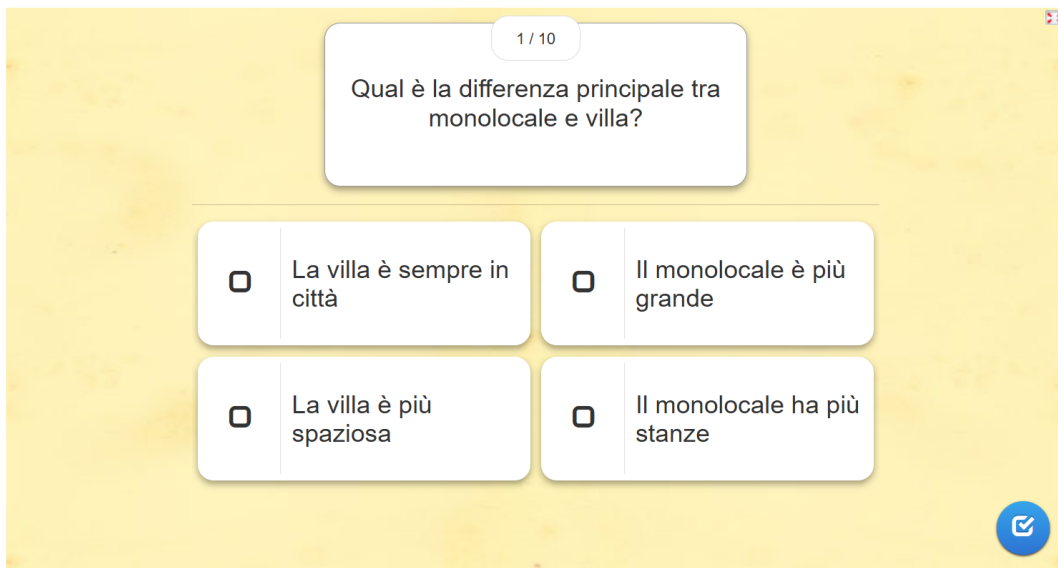 1 / 10
Qual è la differenza principale tra
monolocale e villa?
La villa è sempre in
città
Il monolocale è più
grande
La villa è più
spaziosa
Il monolocale ha più
stanze